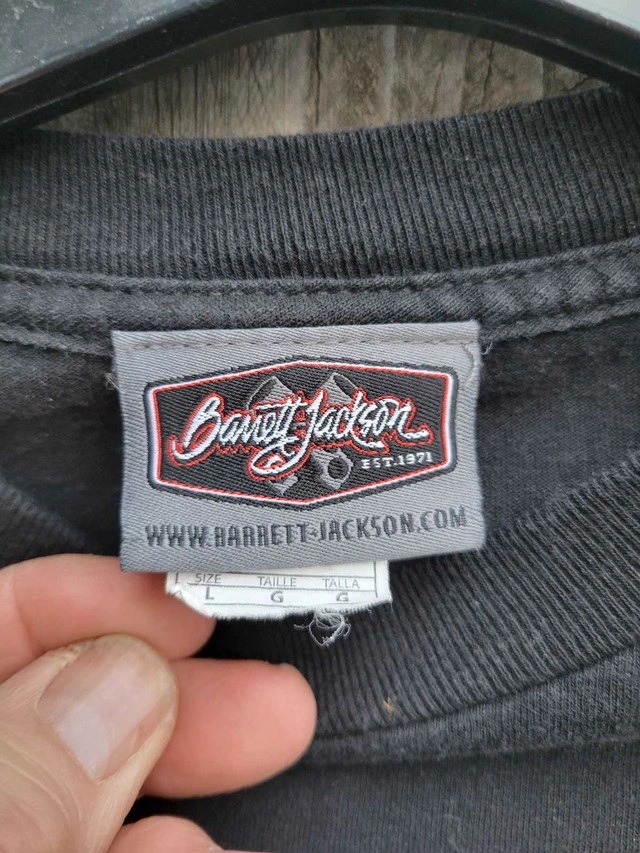 Barrett-Jackson
EST.1971
WWW.BARRETT-JACKSON.COM
SIZE TAILLE TALLA
L G G